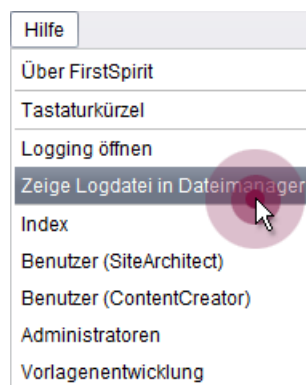 Hilfe
Über FirstSpirit
Tastaturkürzel
Logging öffnen
Zeige Logdatei in Dateimanager
Index
Benutzer (SiteArchitect)
Benutzer (ContentCreator)
Administratoren
Vorlagenentwicklung